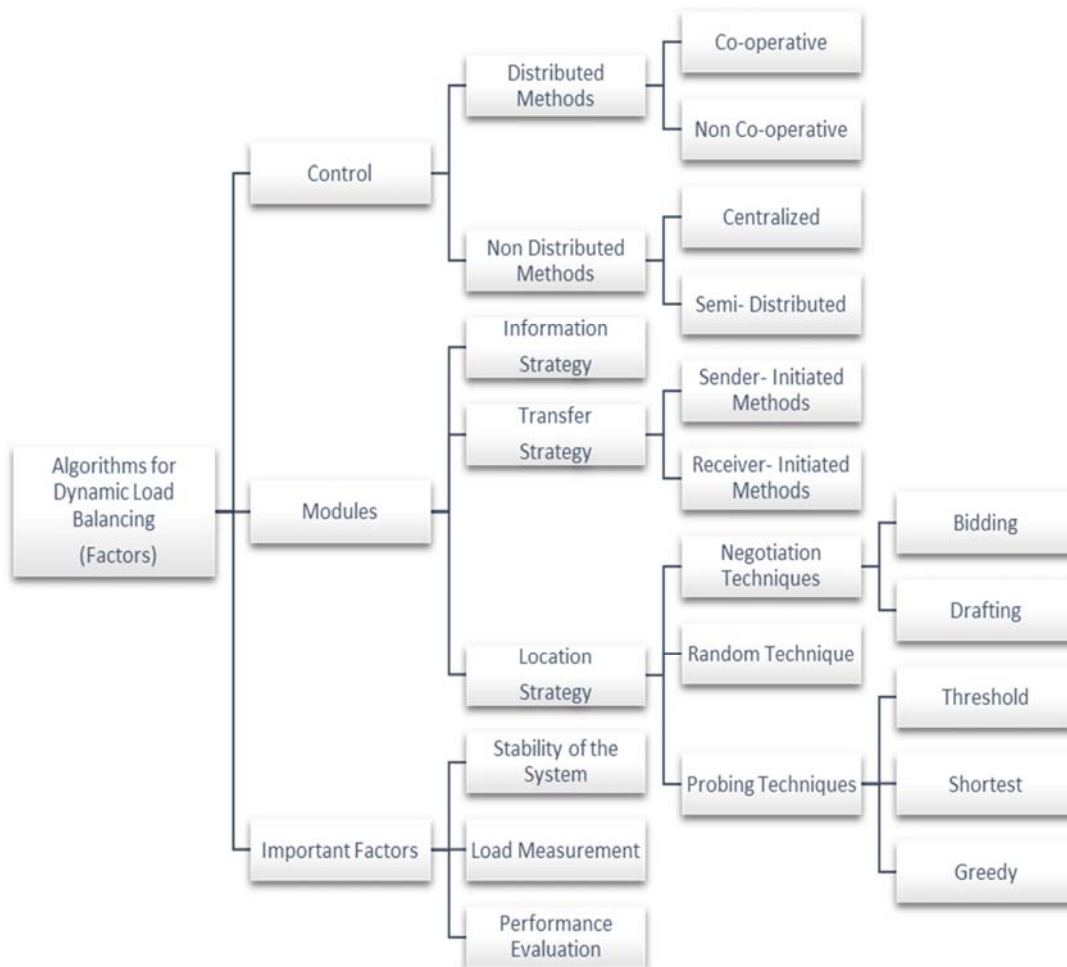 Algorithms for
Dynamic Load
Balancing
(Factors)
Control
Distributed
Methods
Co-operative
Non Co-operative
Non Distributed
Methods
Centralized
Semi- Distributed
Modules
Information
Strategy
Transfer
Strategy
Sender- Initiated
Methods
Receiver- Initiated
Methods
Location
Strategy
Negotiation
Techniques
Bidding
Drafting
Random Technique
Probing Techniques
Threshold
Shortest
Greedy
Important Factors
Stability of the
System
Load Measurement
Performance
Evaluation